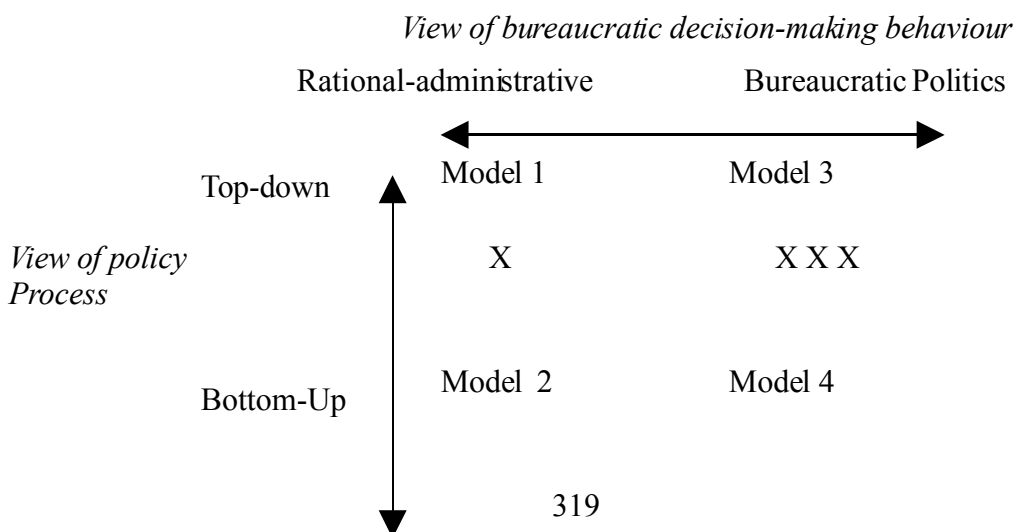 View of bureaucratic decision-making behaviour
Rational-administrative Bureaucratic Politics
Top-down Model 1 Model 3
View of policy X X X X
Process
Bottom-Up Model 2 Model 4
319